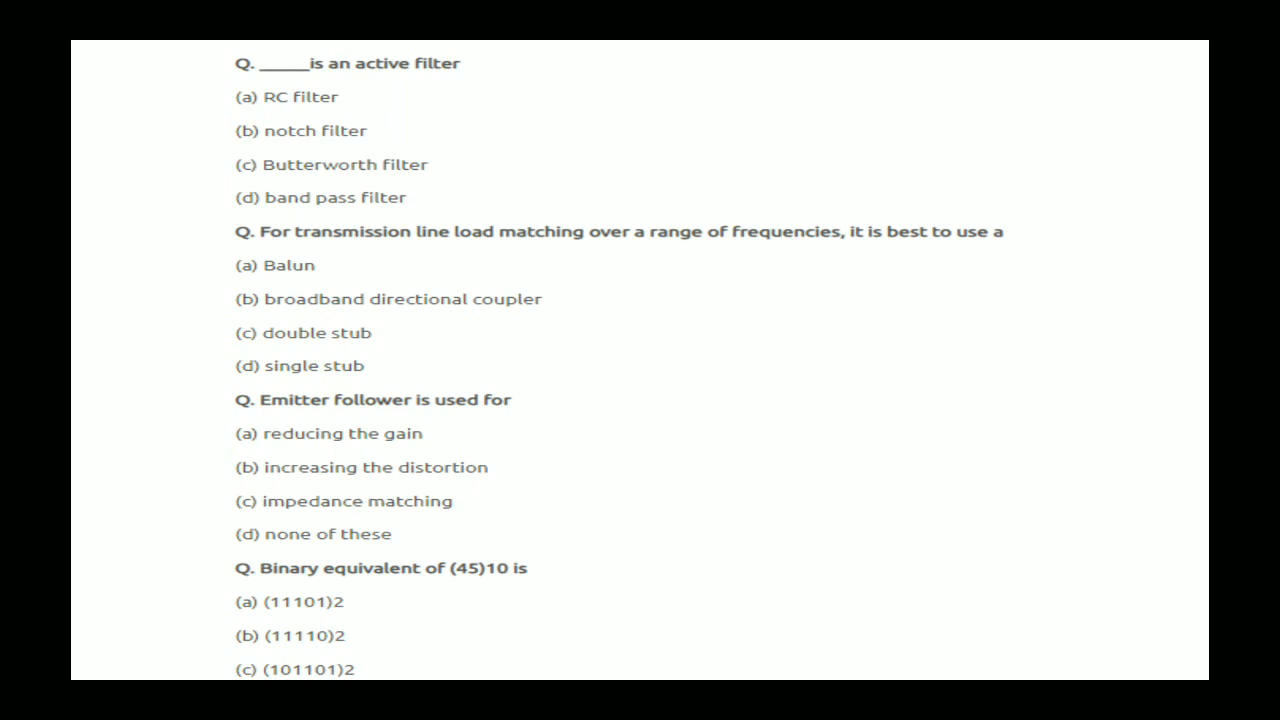 Q. _____is an active filter
(a) RC filter
(b) notch filter
(c) Butterworth filter
(d) band pass filter
Q. For transmission line load matching over a range of frequencies, it is best to use a
(a) Balun
(b) broadband directional coupler
(c) double stub
(d) single stub
Q. Emitter follower is used for
(a) reducing the gain
(b) increasing the distortion
(c) impedance matching
(d) none of these
Q. Binary equivalent of (45)10 is
(a) (11101)2
(b) (11110)2
(c) (101101)2